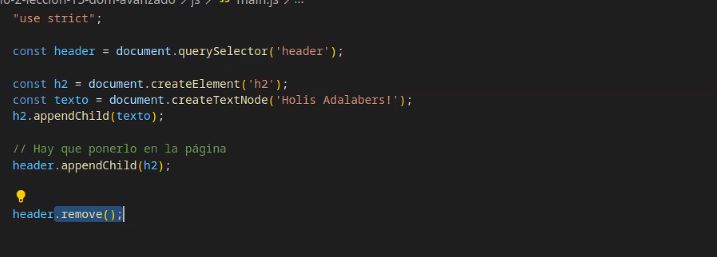 lo-2-leccion-15-dom-avanzado > js > JS main.js > ...
"use strict";
const header = document.querySelector('header');
const h2 = document.createElement('h2');
const texto = document.createTextNode('Holis Adalabers!');
h2.appendChild(texto);
// Hay que ponerlo en la página
header.appendChild(h2);
header.remove();